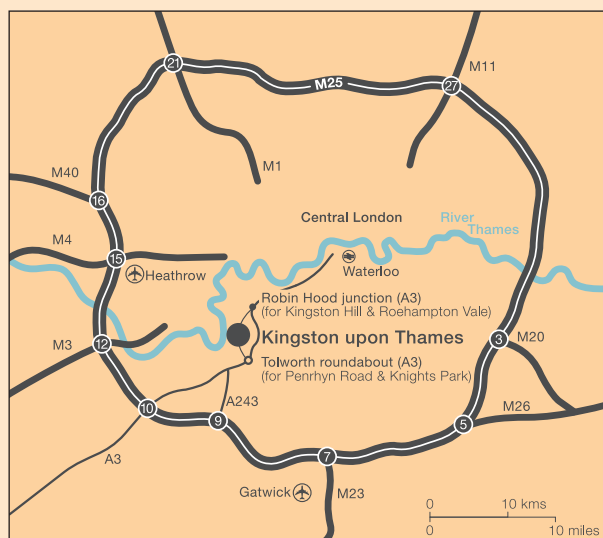 21
M25
M11
27
M1
M40
16
Central London
River
Thames
M4
15
Heathrow
Waterloo
Robin Hood junction (A3)
(for Kingston Hill & Roehampton Vale)
Kingston upon Thames
M3
12
3
M20
Tolworth roundabout (A3)
(for Penrhyn Road & Knights Park)
10
A243
9
M26
5
A3
7
Gatwick
M23
0 10 kms
0 10 miles